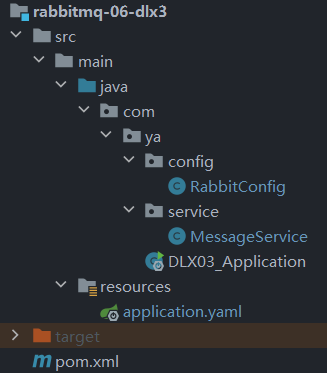 rabbitmq-06-dlx3
src
main
java
com
ya
config
RabbitConfig
service
MessageService
DLX03_Application
resources
application.yaml
target
pom.xml